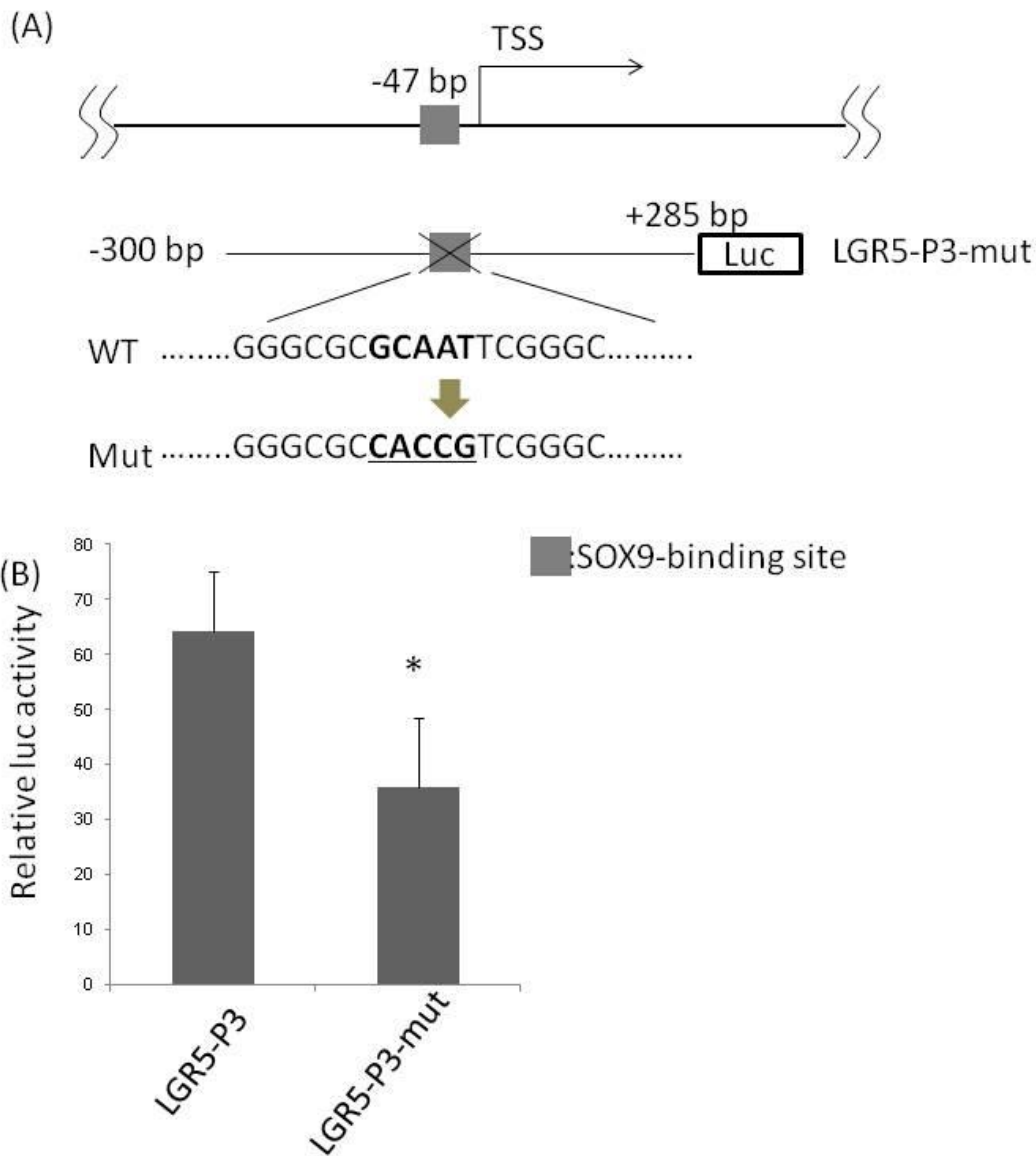 (A)
TSS
-47 bp
+285 bp
-300 bp
Luc
LGR5-P3-mut
WT ........GGGCGCGCAATTCGGGC..........
Mut ........GGGCGCCACCGTCGGGC.........
:SOX9-binding site
(B)
Relative luc activity
80
70
60
50
40
30
20
10
0
*
LGR5-P3
LGR5-P3-mut